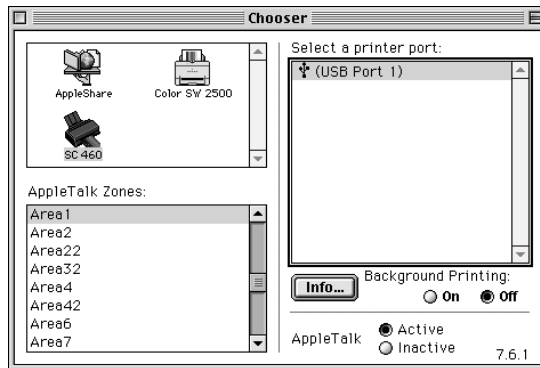 Chooser
AppleShare
Color SW 2500
SC 460
AppleTalk Zones:
Area1
Area2
Area22
Area32
Area4
Area42
Area6
Area7
Select a printer port:
(USB Port 1)
Info...
Background Printing:
On Off
AppleTalk
Active
Inactive
7.6.1